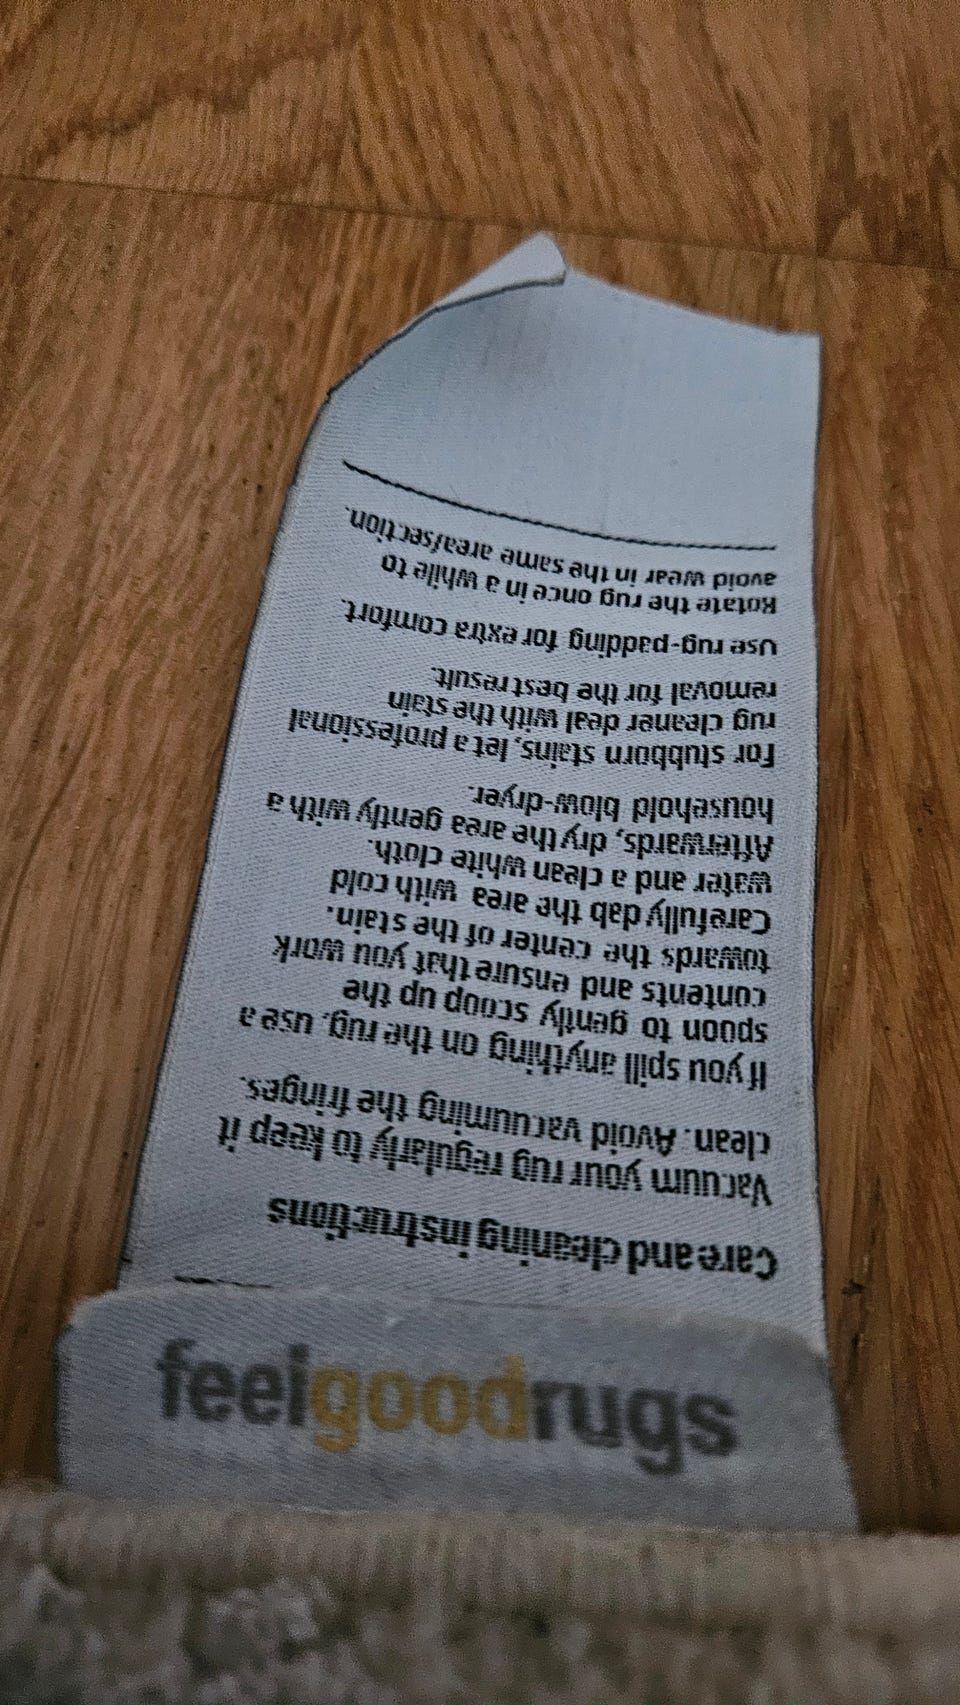 feelgoodrugs
Care and cleaning instructions
Vacuum your rug regularly to keep it
clean. Avoid vacuuming the fringes.
If you spill anything on the rug, use a
spoon to gently scoop up the
contents and ensure that you work
towards the center of the stain.
Carefully dab the area with cold
water and a clean white cloth.
Afterwards, dry the area gently with a
household blow-dryer.
For stubborn stains, let a professional
rug cleaner deal with the stain
removal for the best result.
Use rug-padding for extra comfort.
Rotate the rug once in a while to
avoid wear in the same area/section.